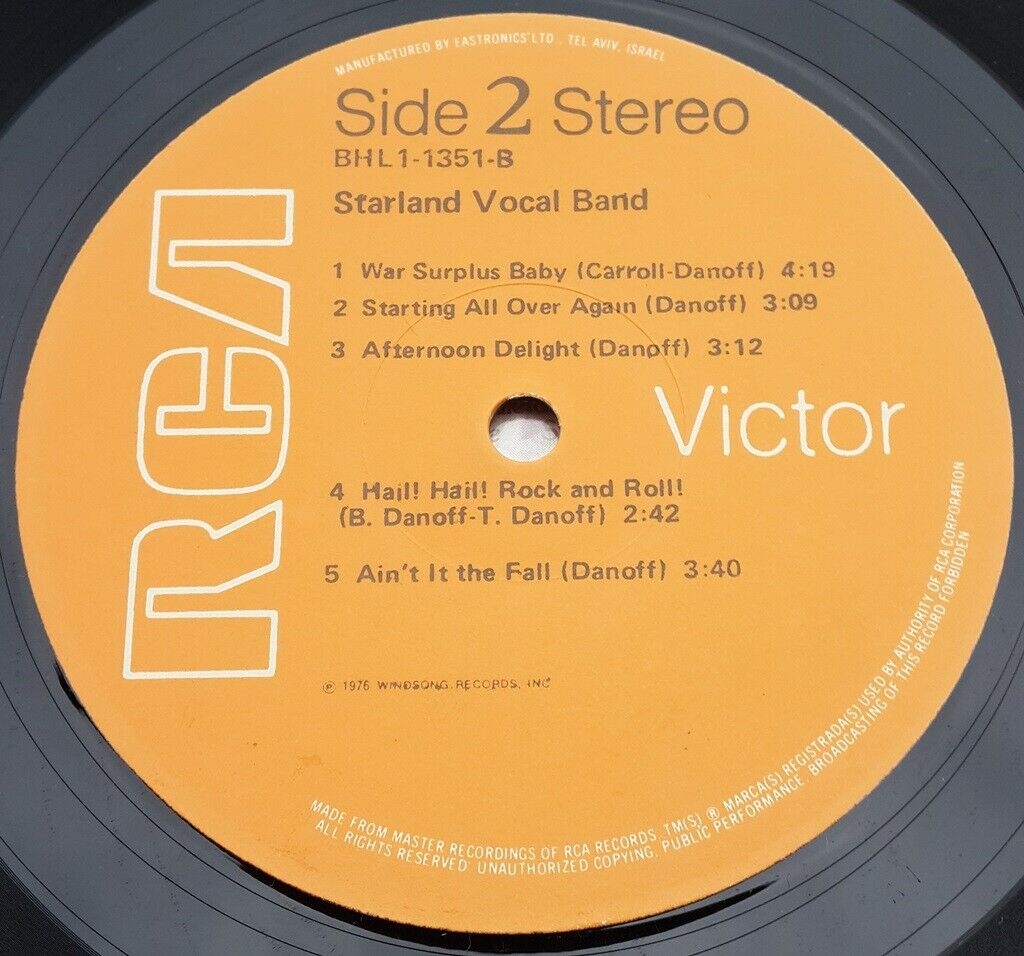 MANUFACTURED BY EASTRONICS LTD . TEL AVIV, ISRAEL
Side 2 Stereo
BHL1-1351-B
Starland Vocal Band
1 War Surplus Baby (Carroll-Danoff) 4:19
2 Starting All Over Again (Danoff) 3:09
3 Afternoon Delight (Danoff) 3:12
RCA
Victor
4 Hail! Hail! Rock and Roll!
(B. Danoff-T. Danoff) 2:42
5 Ain't It the Fall (Danoff) 3:40
℗ 1976 WINDSONG RECORDS, INC
MADE FROM MASTER RECORDINGS OF RCA RECORDS TM(S) ® MARCA(S) REGISTRADA(S) USED BY AUTHORITY OF RCA CORPORATION
ALL RIGHTS RESERVED UNAUTHORIZED COPYING, PUBLIC PERFORMANCE, BROADCASTING OF THIS RECORD FORBIDDEN